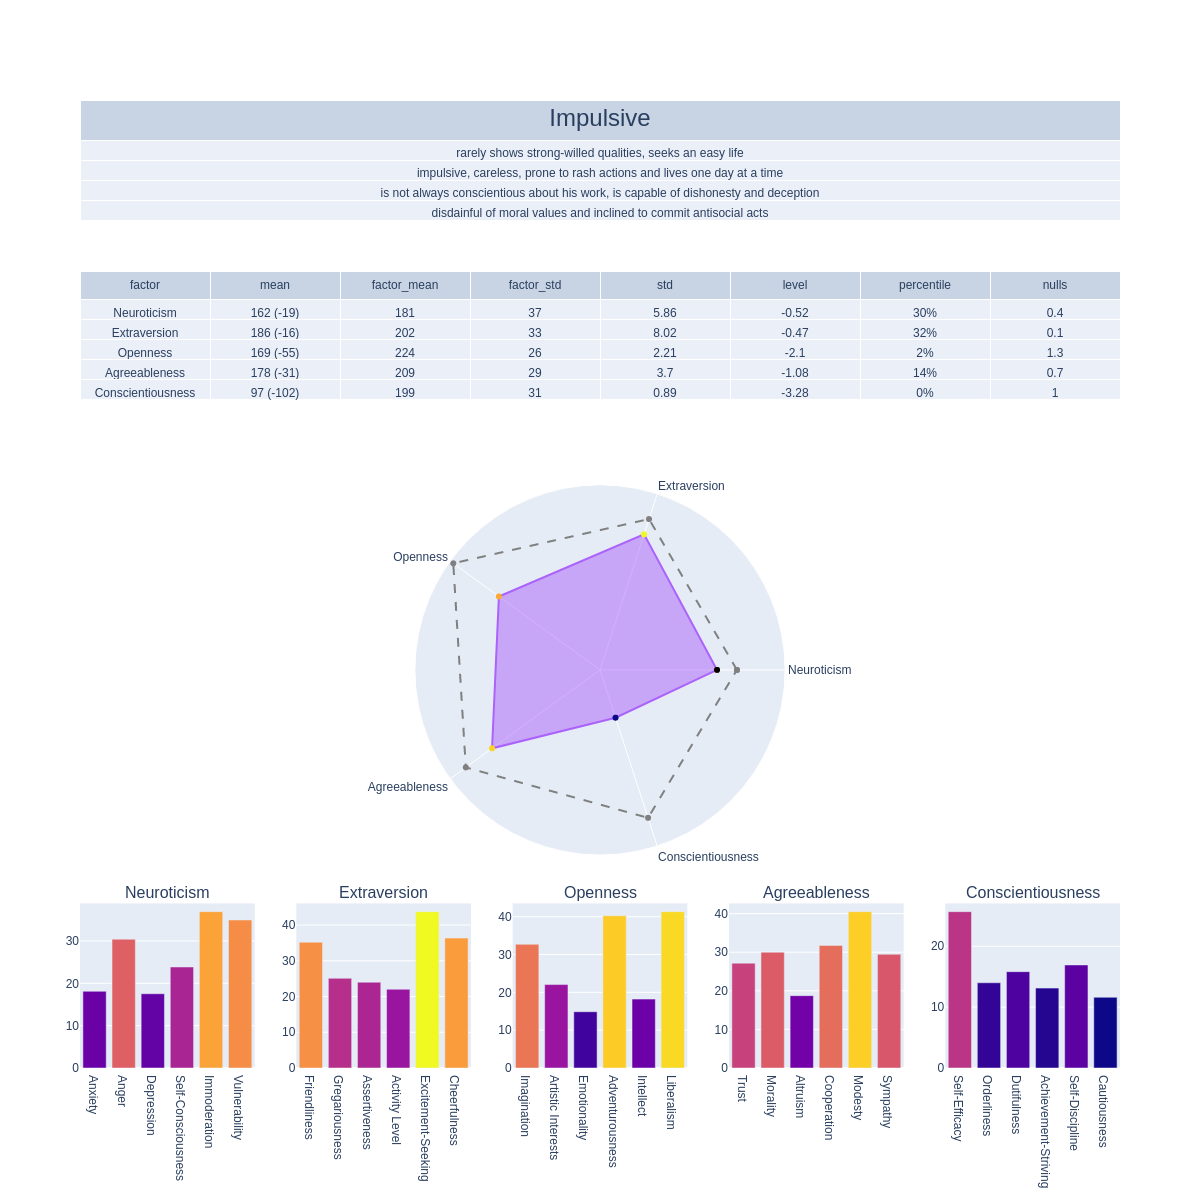 Impulsive
rarely shows strong-willed qualities, seeks an easy life
impulsive, careless, prone to rash actions and lives one day at a time
is not always conscientious about his work, is capable of dishonesty and deception
disdainful of moral values and inclined to commit antisocial acts
factor mean factor_mean factor_std std level percentile nulls
Neuroticism 162 (-19) 181 37 5.86 -0.52 30% 0.4
Extraversion 186 (-16) 202 33 8.02 -0.47 32% 0.1
Openness 169 (-55) 224 26 2.21 -2.1 2% 1.3
Agreeableness 178 (-31) 209 29 3.7 -1.08 14% 0.7
Conscientiousness 97 (-102) 199 31 0.89 -3.28 0% 1
Extraversion
Openness
Neuroticism
Agreeableness
Conscientiousness
Neuroticism
30
20
10
0
Anxiety
Anger
Depression
Self-Consciousness
Immoderation
Vulnerability
Extraversion
40
30
20
10
0
Friendliness
Gregariousness
Assertiveness
Activity Level
Excitement-Seeking
Cheerfulness
Openness
40
30
20
10
0
Imagination
Artistic Interests
Emotionality
Adventurousness
Intellect
Liberalism
Agreeableness
40
30
20
10
0
Trust
Morality
Altruism
Cooperation
Modesty
Sympathy
Conscientiousness
20
10
0
Self-Efficacy
Orderliness
Dutifulness
Achievement-Striving
Self-Discipline
Cautiousness